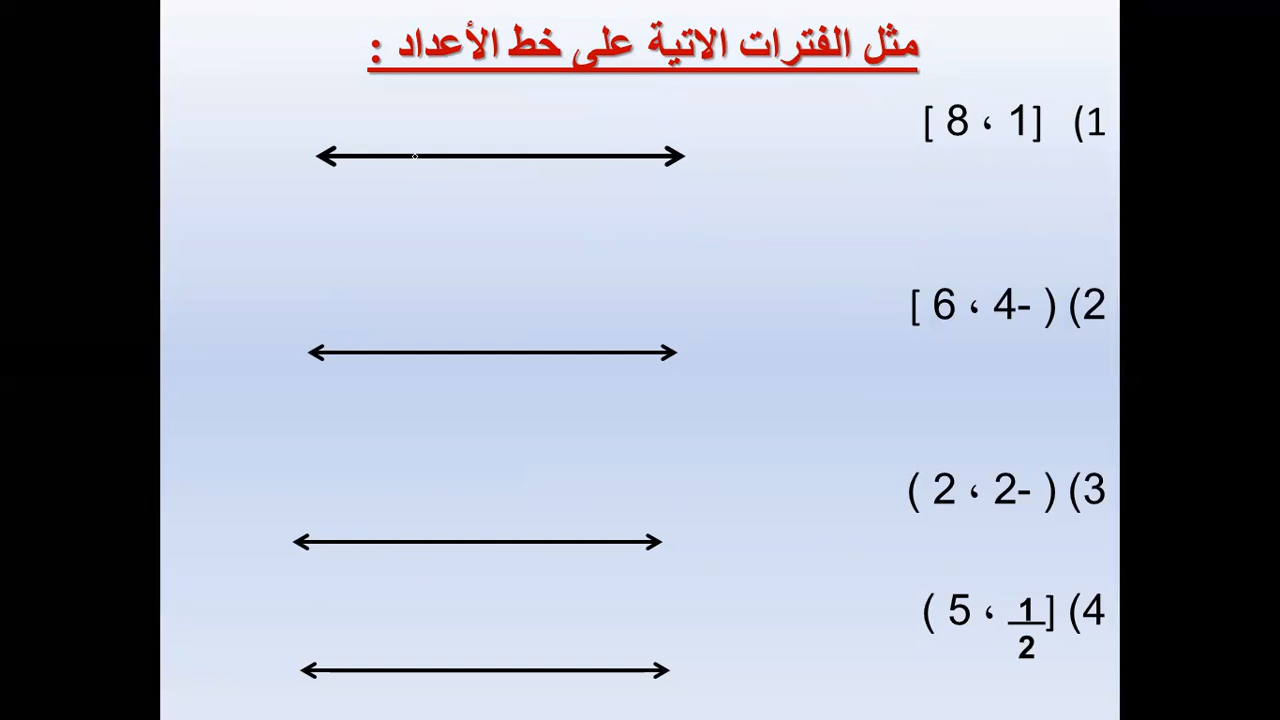 مثل الفترات الاتية على خط الأعداد :
1) [1 ، 8 ]
2) ( -4 ، 6 ]
3) ( -2 ، 2 )
4) [1/2 ، 5 )